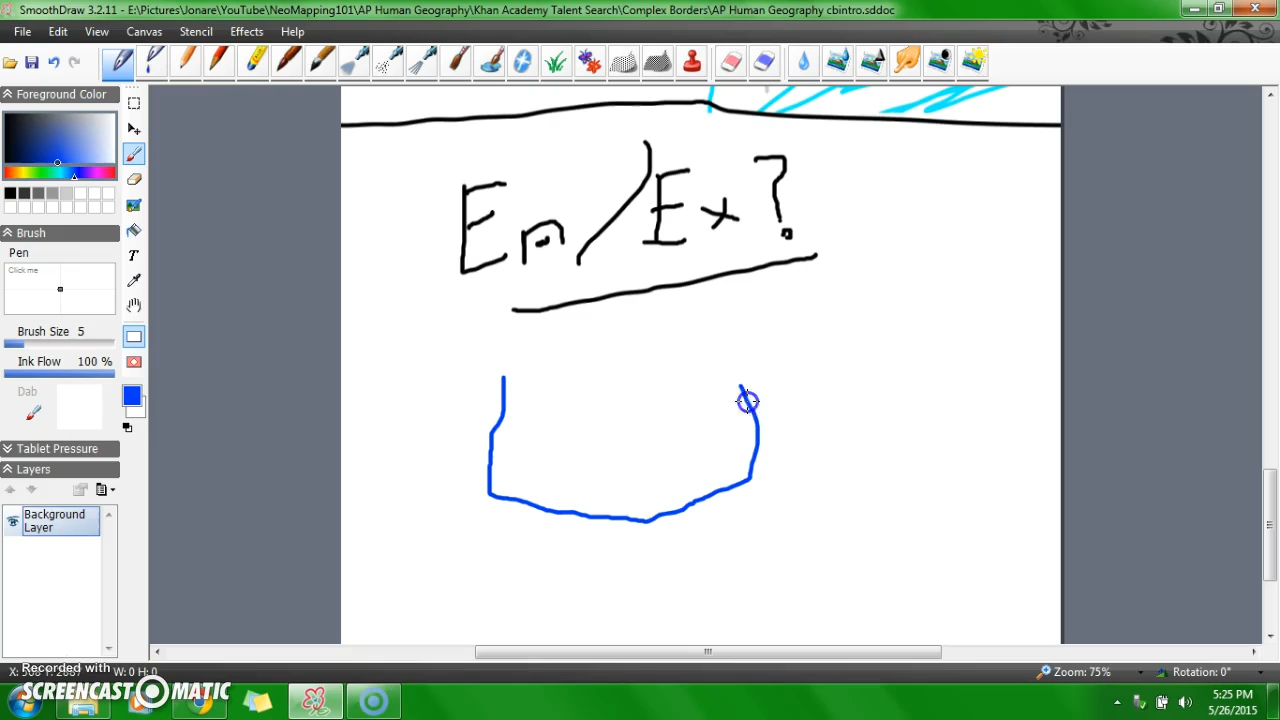 SmoothDraw 3.2.11 - E:\Pictures\Jonare\YouTube\NeoMapping101\AP Human Geography\Khan Academy Talent Search\Complex Borders\AP Human Geography cbintro.sddoc
File Edit View Canvas Stencil Effects Help
Foreground Color
Em/Ex?
Brush
Pen
Click me
Brush Size 5
Ink Flow 100 %
Dab
Tablet Pressure
Layers
Background Layer
W: 0 H: 0
Zoom: 75% Rotation: 0°
Recorded with
SCREENCAST MATIC
5:25 PM
5/26/2015